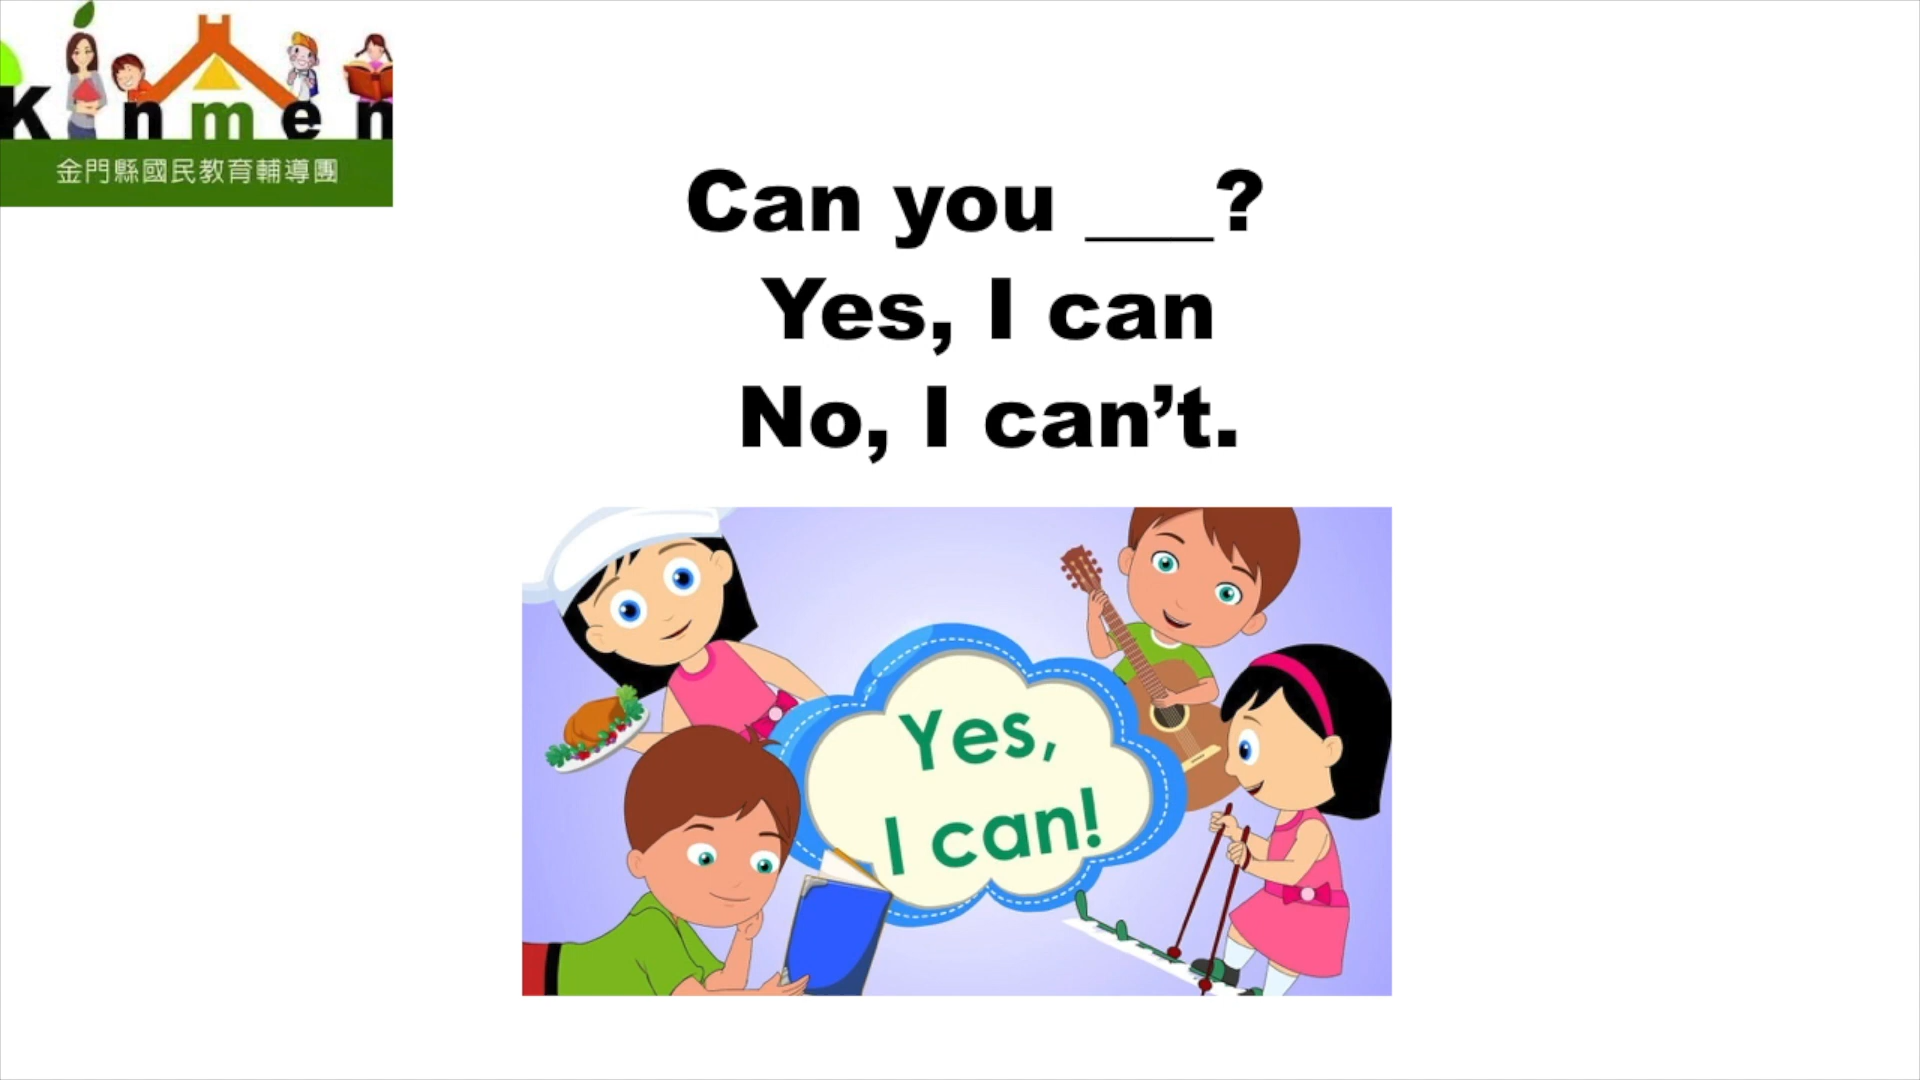 Kinmen
金門縣國民教育輔導團
Can you ___?
Yes, I can
No, I can’t.
Yes,
I can!